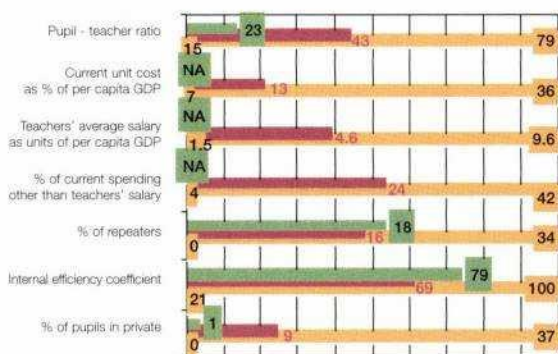 Pupil - teacher ratio
23
43
79
15
Current unit cost
as % of per capita GDP
NA
13
36
7
Teachers' average salary
as units of per capita GDP
NA
4.6
9.6
1.5
% of current spending
other than teachers' salary
NA
24
42
4
% of repeaters
18
16
34
0
Internal efficiency coefficient
79
69
100
21
% of pupils in private
1
9
37
0